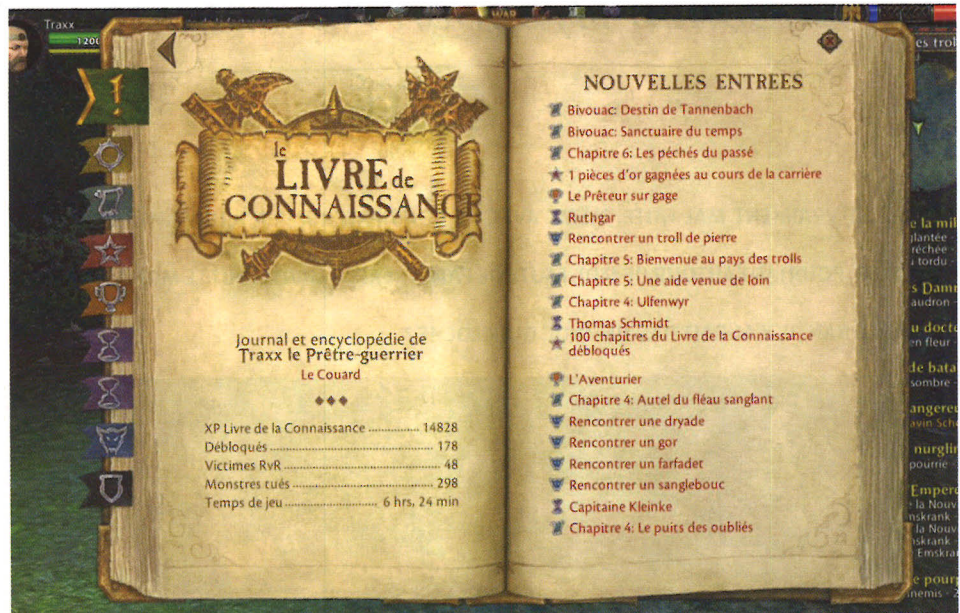 Traxx
1200
WAR
le
LIVRE de
CONNAISSANCE
Journal et encyclopédie de
Traxx le Prêtre-guerrier
Le Couard
XP Livre de la Connaissance ................ 14828
Débloqués ................ 178
Victimes RvR ................ 48
Monstres tués ................ 298
Temps de jeu ................ 6 hrs, 24 min
NOUVELLES ENTREES
Bivouac: Destin de Tannenbach
Bivouac: Sanctuaire du temps
Chapitre 6: Les péchés du passé
1 pièces d'or gagnées au cours de la carrière
Le Prêteur sur gage
Ruthgar
Rencontrer un troll de pierre
Chapitre 5: Bienvenue au pays des trolls
Chapitre 5: Une aide venue de loin
Chapitre 4: Ulfenwyr
Thomas Schmidt
100 chapitres du Livre de la Connaissance
débloqués
L'Aventurier
Chapitre 4: Autel du fléau sanglant
Rencontrer une dryade
Rencontrer un gor
Rencontrer un farfadet
Rencontrer un sanglebouc
Capitaine Kleinke
Chapitre 4: Le puits des oubliés